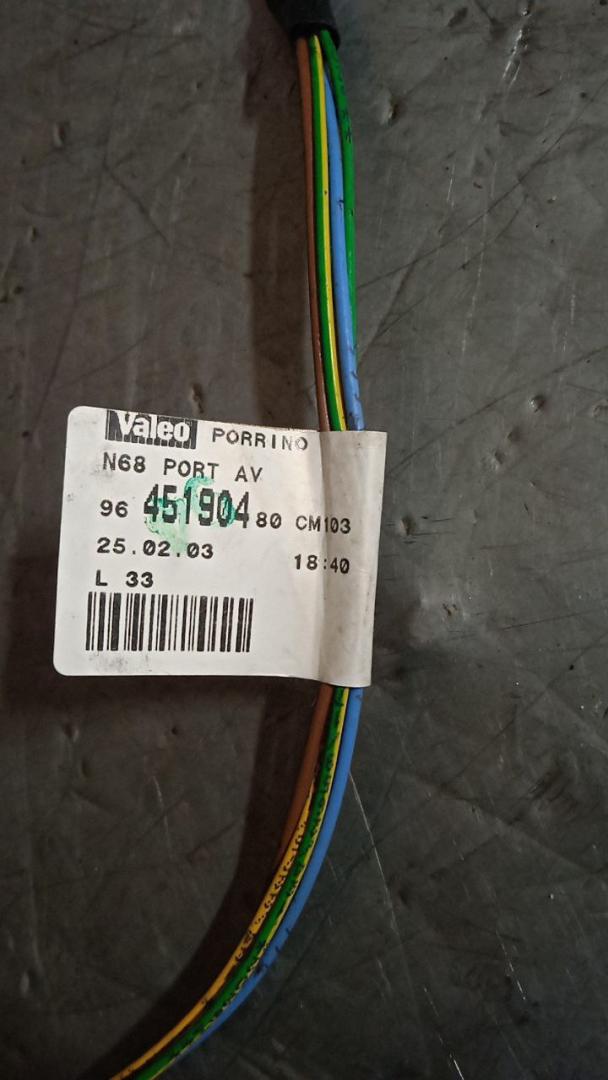 Valeo PORRINO
N68 PORT AV
96 451904 80 CM103
25.02.03 18:40
L 33